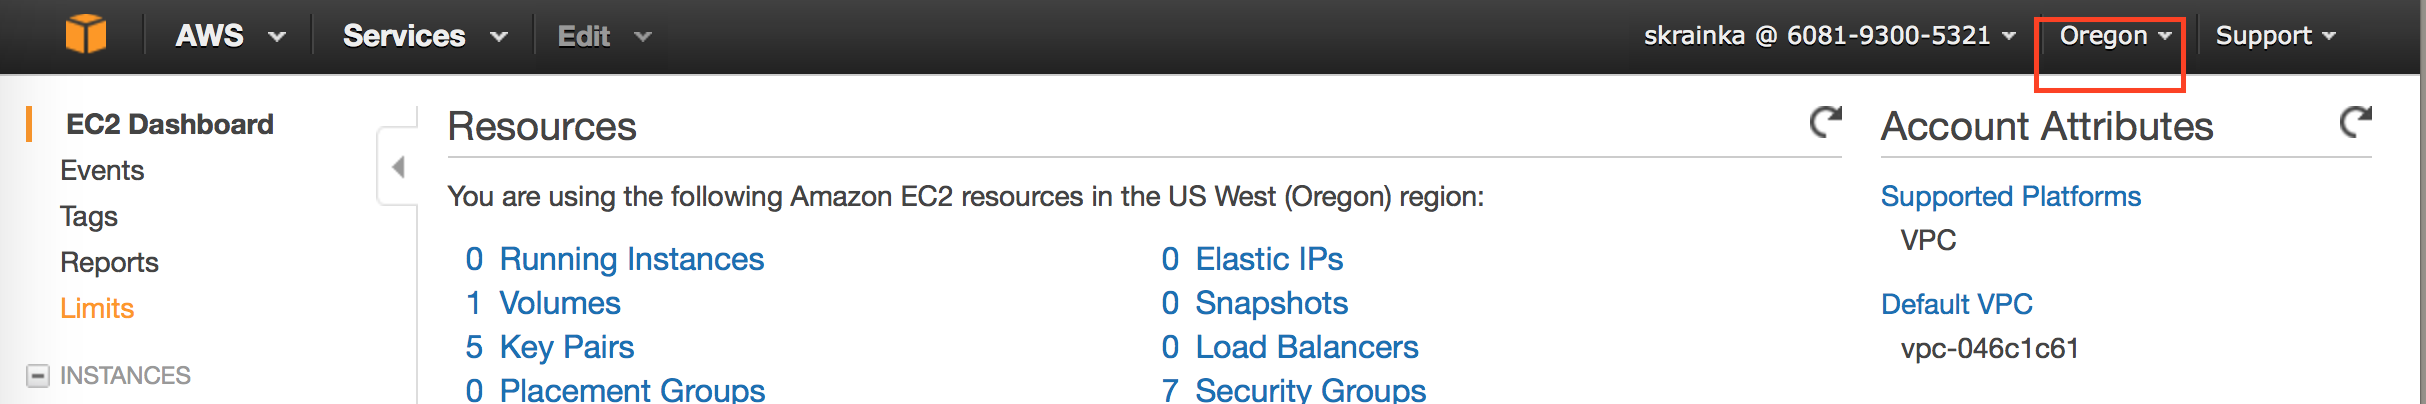 AWS Services Edit skrainka @ 6081-9300-5321 Oregon Support
EC2 Dashboard
Events
Tags
Reports
Limits
INSTANCES
Resources
You are using the following Amazon EC2 resources in the US West (Oregon) region:
0 Running Instances
0 Elastic IPs
1 Volumes
0 Snapshots
5 Key Pairs
0 Load Balancers
0 Placement Groups
7 Security Groups
Account Attributes
Supported Platforms
VPC
Default VPC
vpc-046c1c61